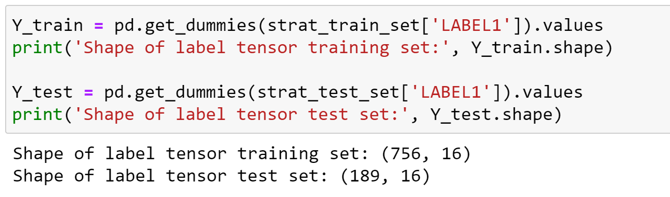 Y_train = pd.get_dummies(strat_train_set['LABEL1']).values
print('Shape of label tensor training set:', Y_train.shape)
Y_test = pd.get_dummies(strat_test_set['LABEL1']).values
print('Shape of label tensor test set:', Y_test.shape)
Shape of label tensor training set: (756, 16)
Shape of label tensor test set: (189, 16)